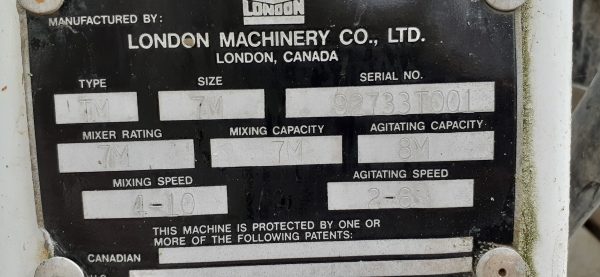 LONDON
MANUFACTURED BY:
LONDON MACHINERY CO., LTD.
LONDON, CANADA
TYPE SIZE SERIAL NO.
TM 7M 92733T001
MIXER RATING MIXING CAPACITY AGITATING CAPACITY
7M 7M 8M
MIXING SPEED AGITATING SPEED
4-10
THIS MACHINE IS PROTECTED BY ONE OR
MORE OF THE FOLLOWING PATENTS:
CANADIAN